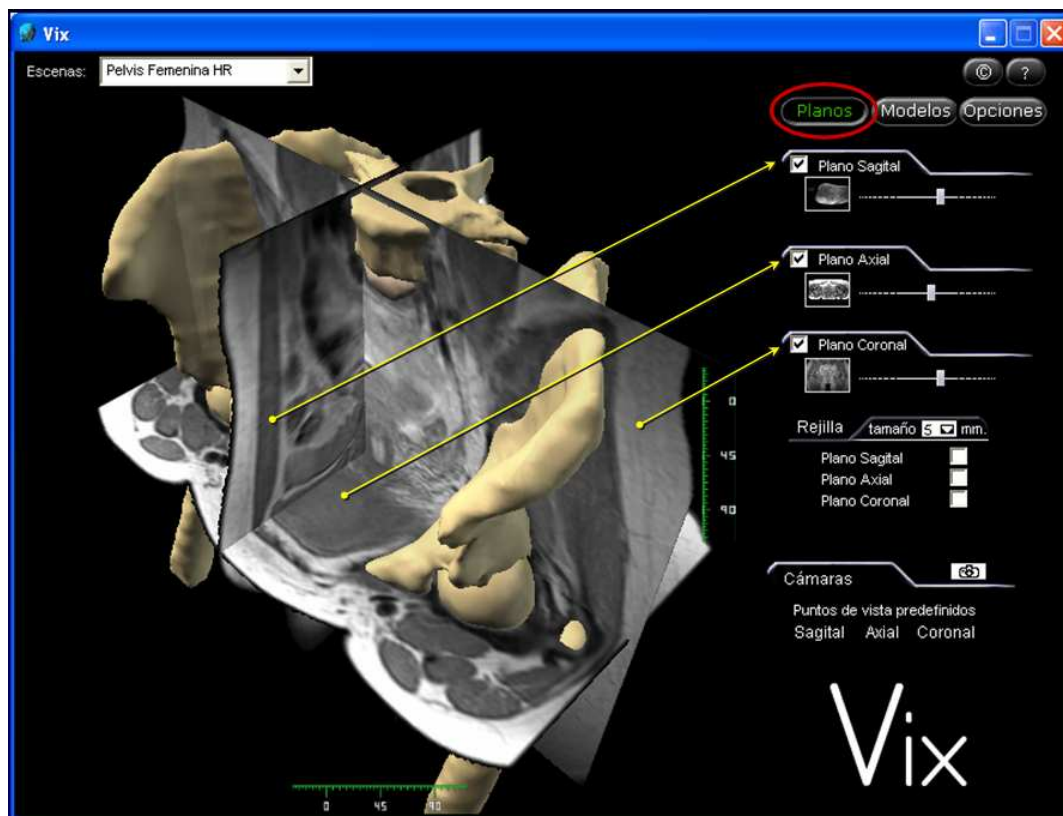 Vix
Escenas: Pelvis Femenina HR
© ?
Planos Modelos Opciones
Plano Sagital
Plano Axial
Plano Coronal
0
45
90
Rejilla tamaño 5 mm.
Plano Sagital
Plano Axial
Plano Coronal
Cámaras
Puntos de vista predefinidos
Sagital Axial Coronal
Vix
0 45 90